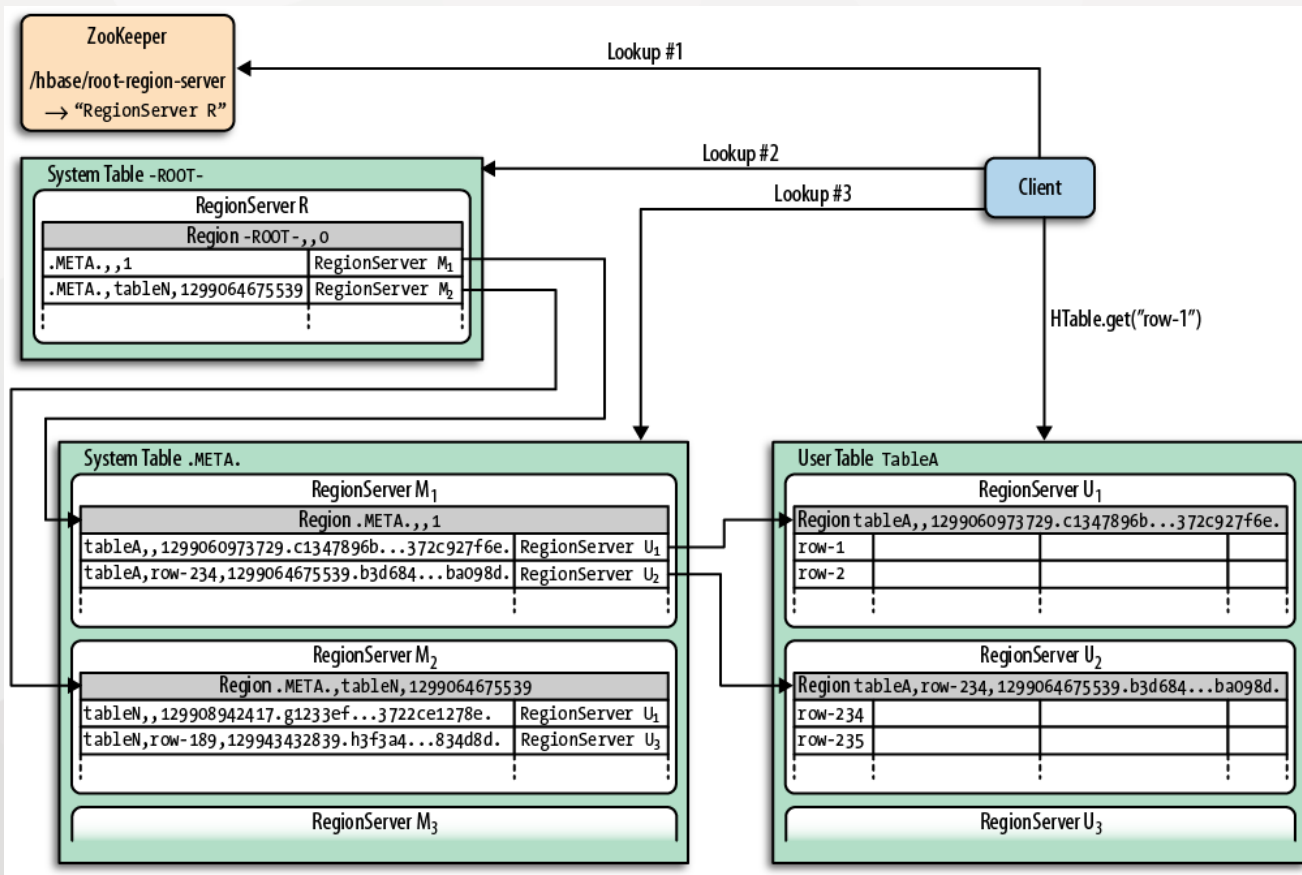 ZooKeeper
/hbase/root-region-server
→ “RegionServer R”
Lookup #1
Lookup #2
Lookup #3
Client
HTable.get(“row-1”)
System Table -ROOT-
RegionServer R
Region -ROOT-,,0
.META.,,1 RegionServer M₁
.META.,tableN,1299064675539 RegionServer M₂
System Table .META.
RegionServer M₁
Region .META.,,1
tableA,,1299060973729.c1347896b...372c927f6e. RegionServer U₁
tableA,row-234,1299064675539.b3d684...ba098d. RegionServer U₂
RegionServer M₂
Region .META.,tableN,1299064675539
tableN,,129908942417.g1233ef...3722ce1278e. RegionServer U₁
tableN,row-189,129943432839.h3f3a4...834d8d. RegionServer U₃
RegionServer M₃
User Table TableA
RegionServer U₁
Region tableA,,1299060973729.c1347896b...372c927f6e.
row-1
row-2
RegionServer U₂
Region tableA,row-234,1299064675539.b3d684...ba098d.
row-234
row-235
RegionServer U₃